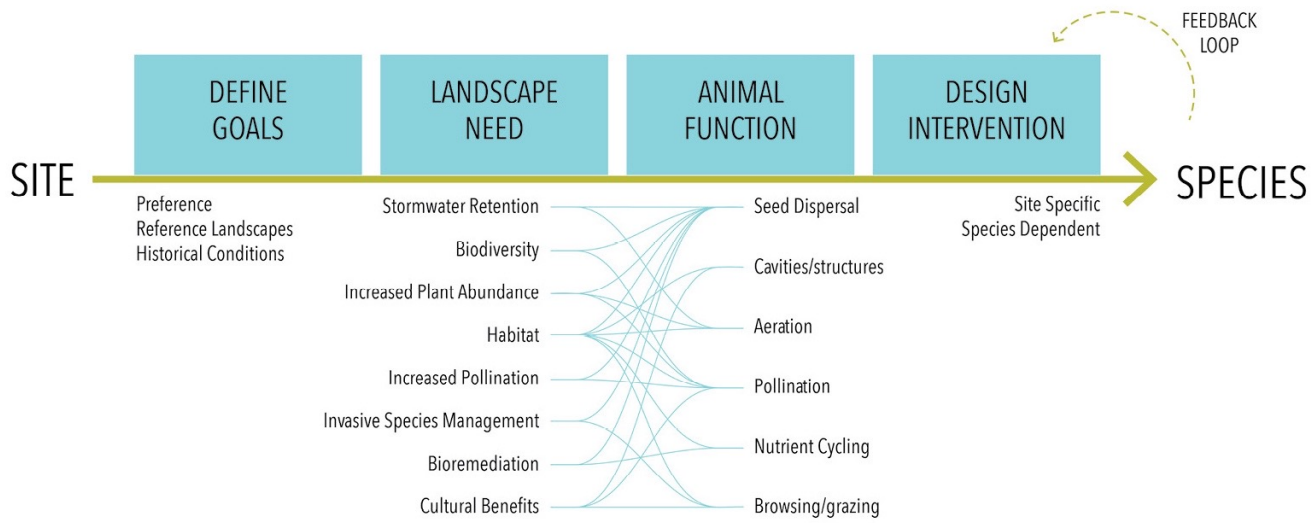 FEEDBACK
LOOP
DEFINE
GOALS
LANDSCAPE
NEED
ANIMAL
FUNCTION
DESIGN
INTERVENTION
SITE
SPECIES
Preference
Reference Landscapes
Historical Conditions
Stormwater Retention
Biodiversity
Increased Plant Abundance
Habitat
Increased Pollination
Invasive Species Management
Bioremediation
Cultural Benefits
Seed Dispersal
Cavities/structures
Aeration
Pollination
Nutrient Cycling
Browsing/grazing
Site Specific
Species Dependent